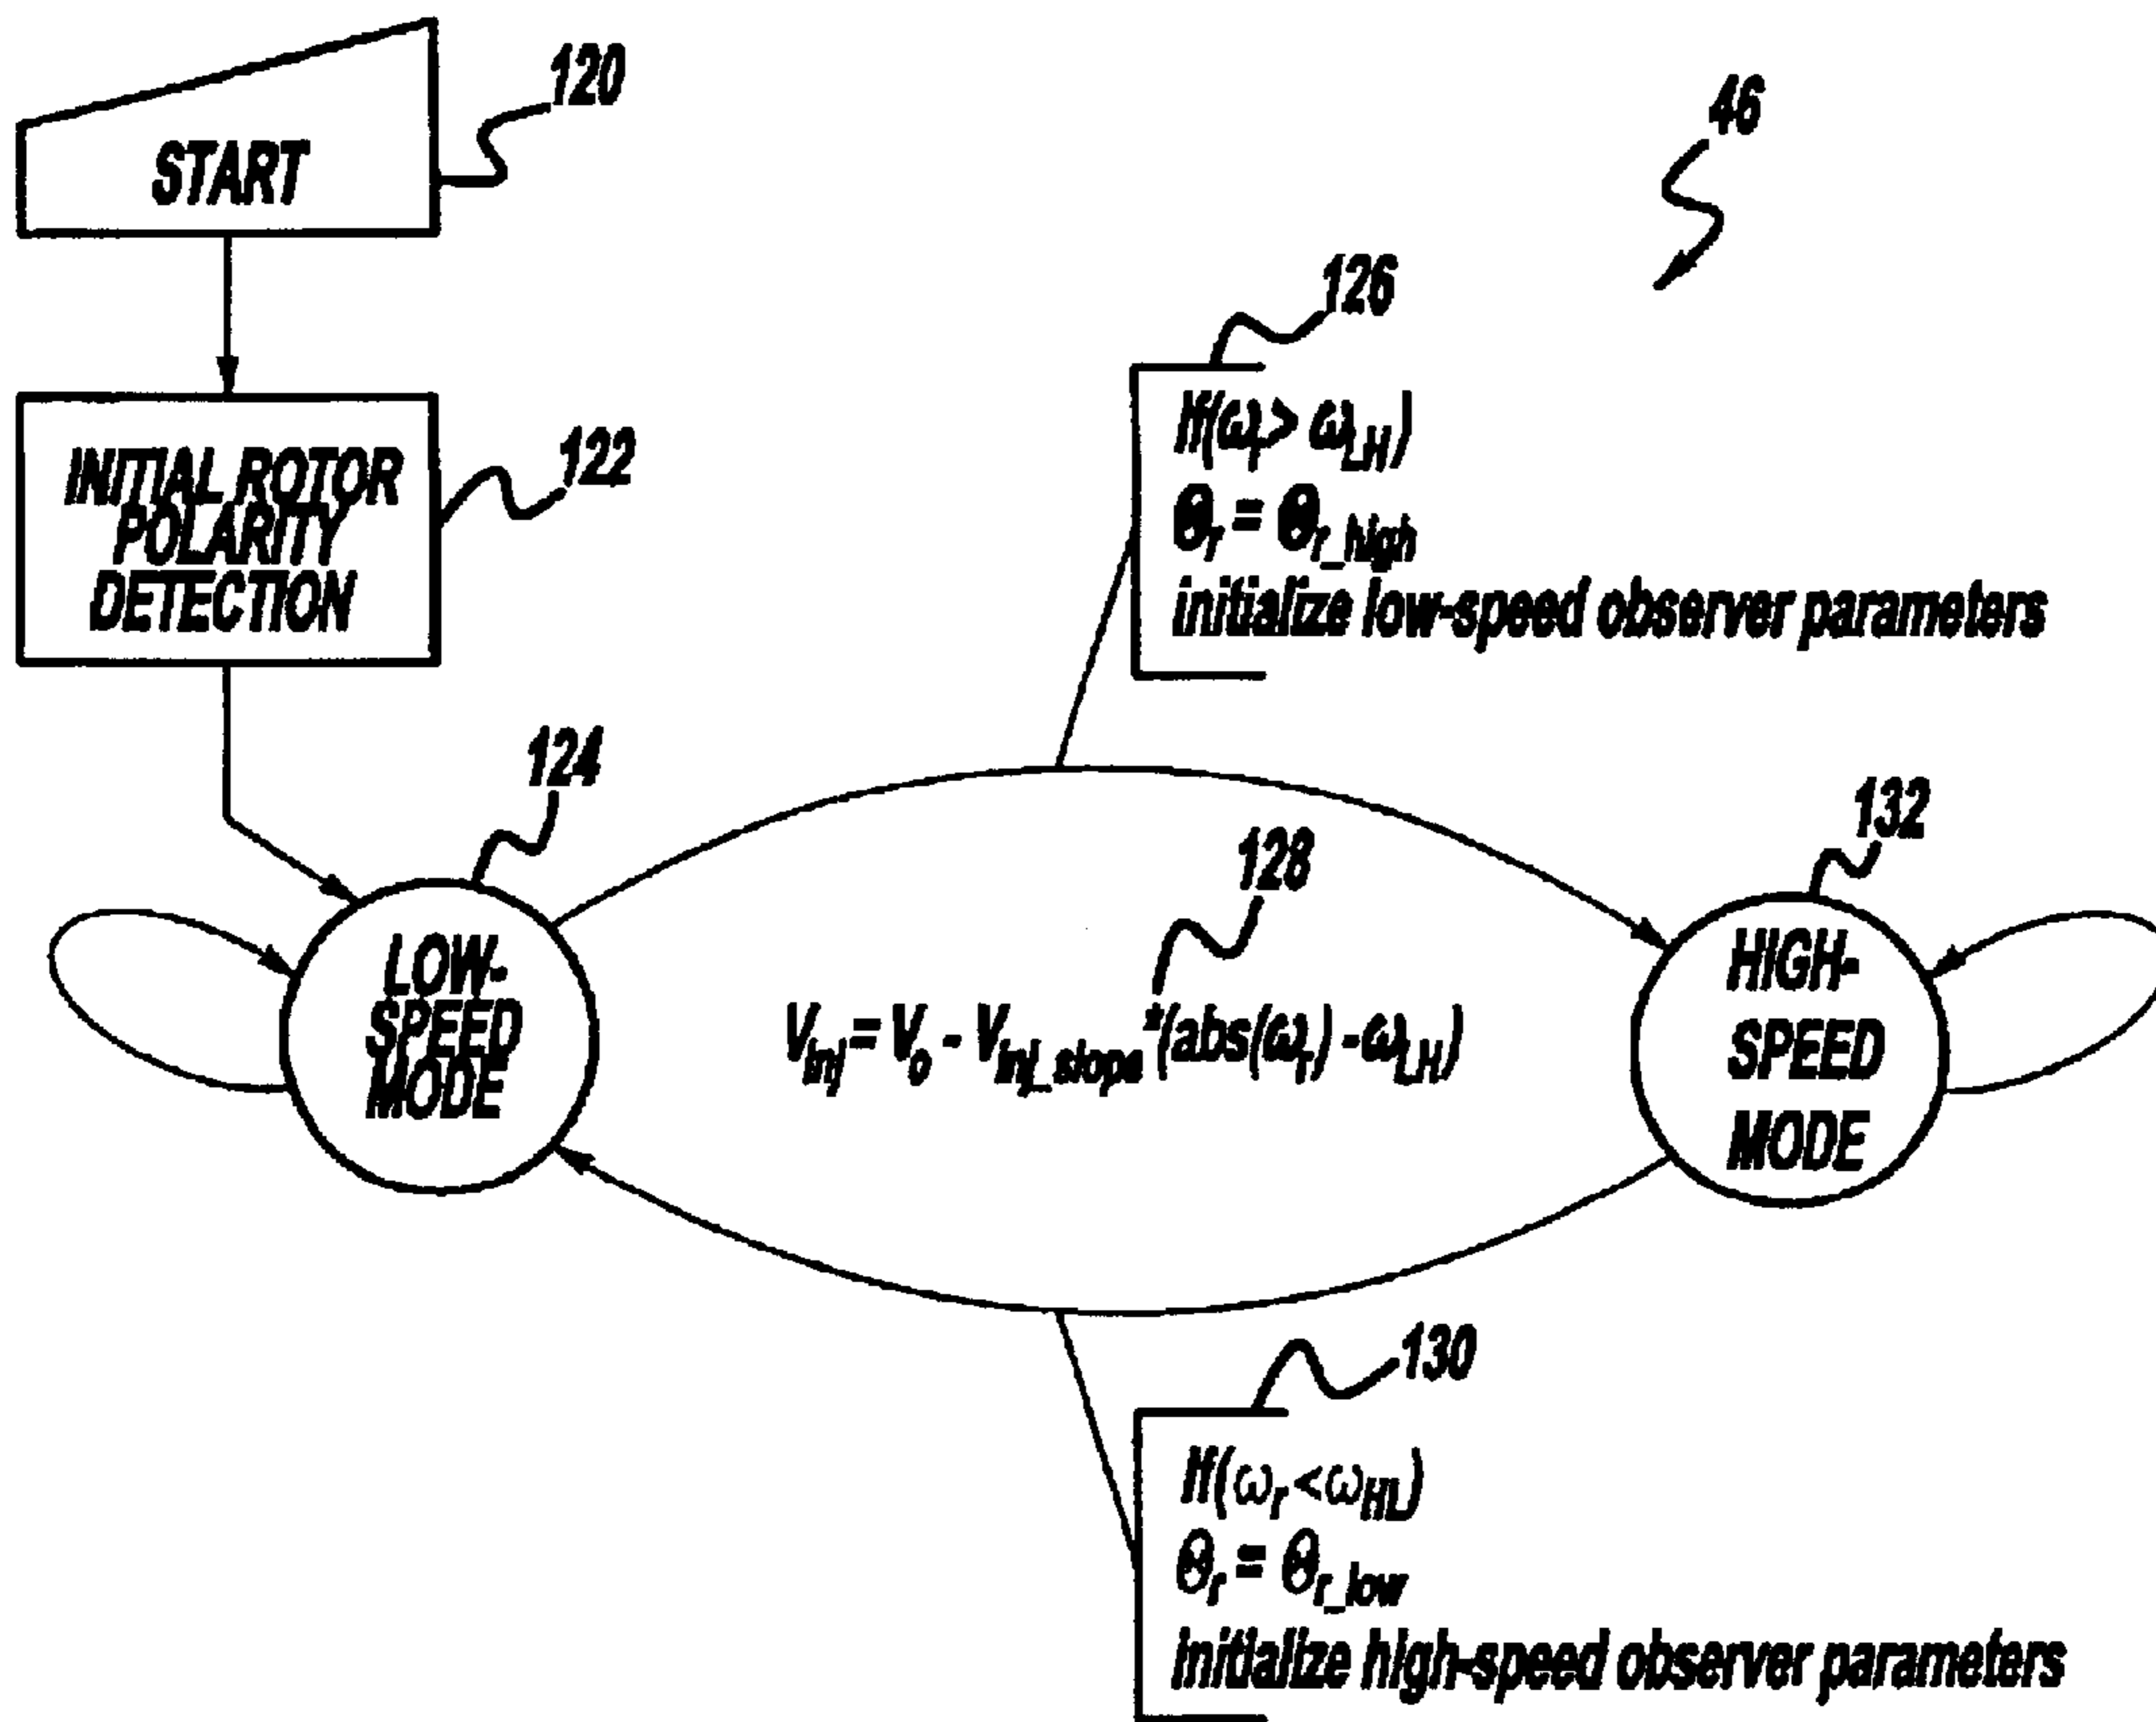 START
120
46
INITIAL ROTOR
POLARITY
DETECTION
122
126
If(ωr> ωLH)
θr = θr_high
initialize low-speed observer parameters
124
LOW-
SPEED
MODE
128
Vinj = Vo - Vinj_slope *(abs(ωr) - ωLH)
132
HIGH-
SPEED
MODE
130
If(ωr<ωHL)
θr = θr_low
initialize high-speed observer parameters